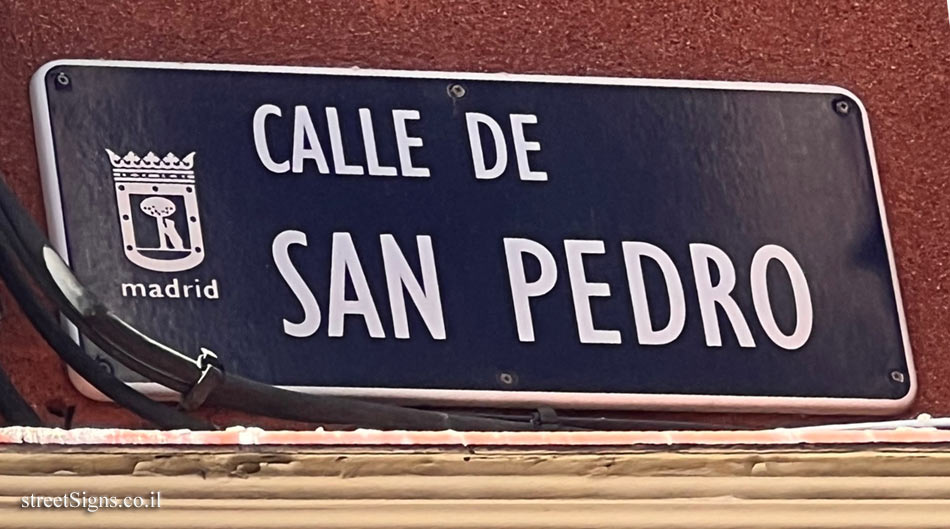 CALLE DE
SAN PEDRO
madrid
streetSigns.co.il